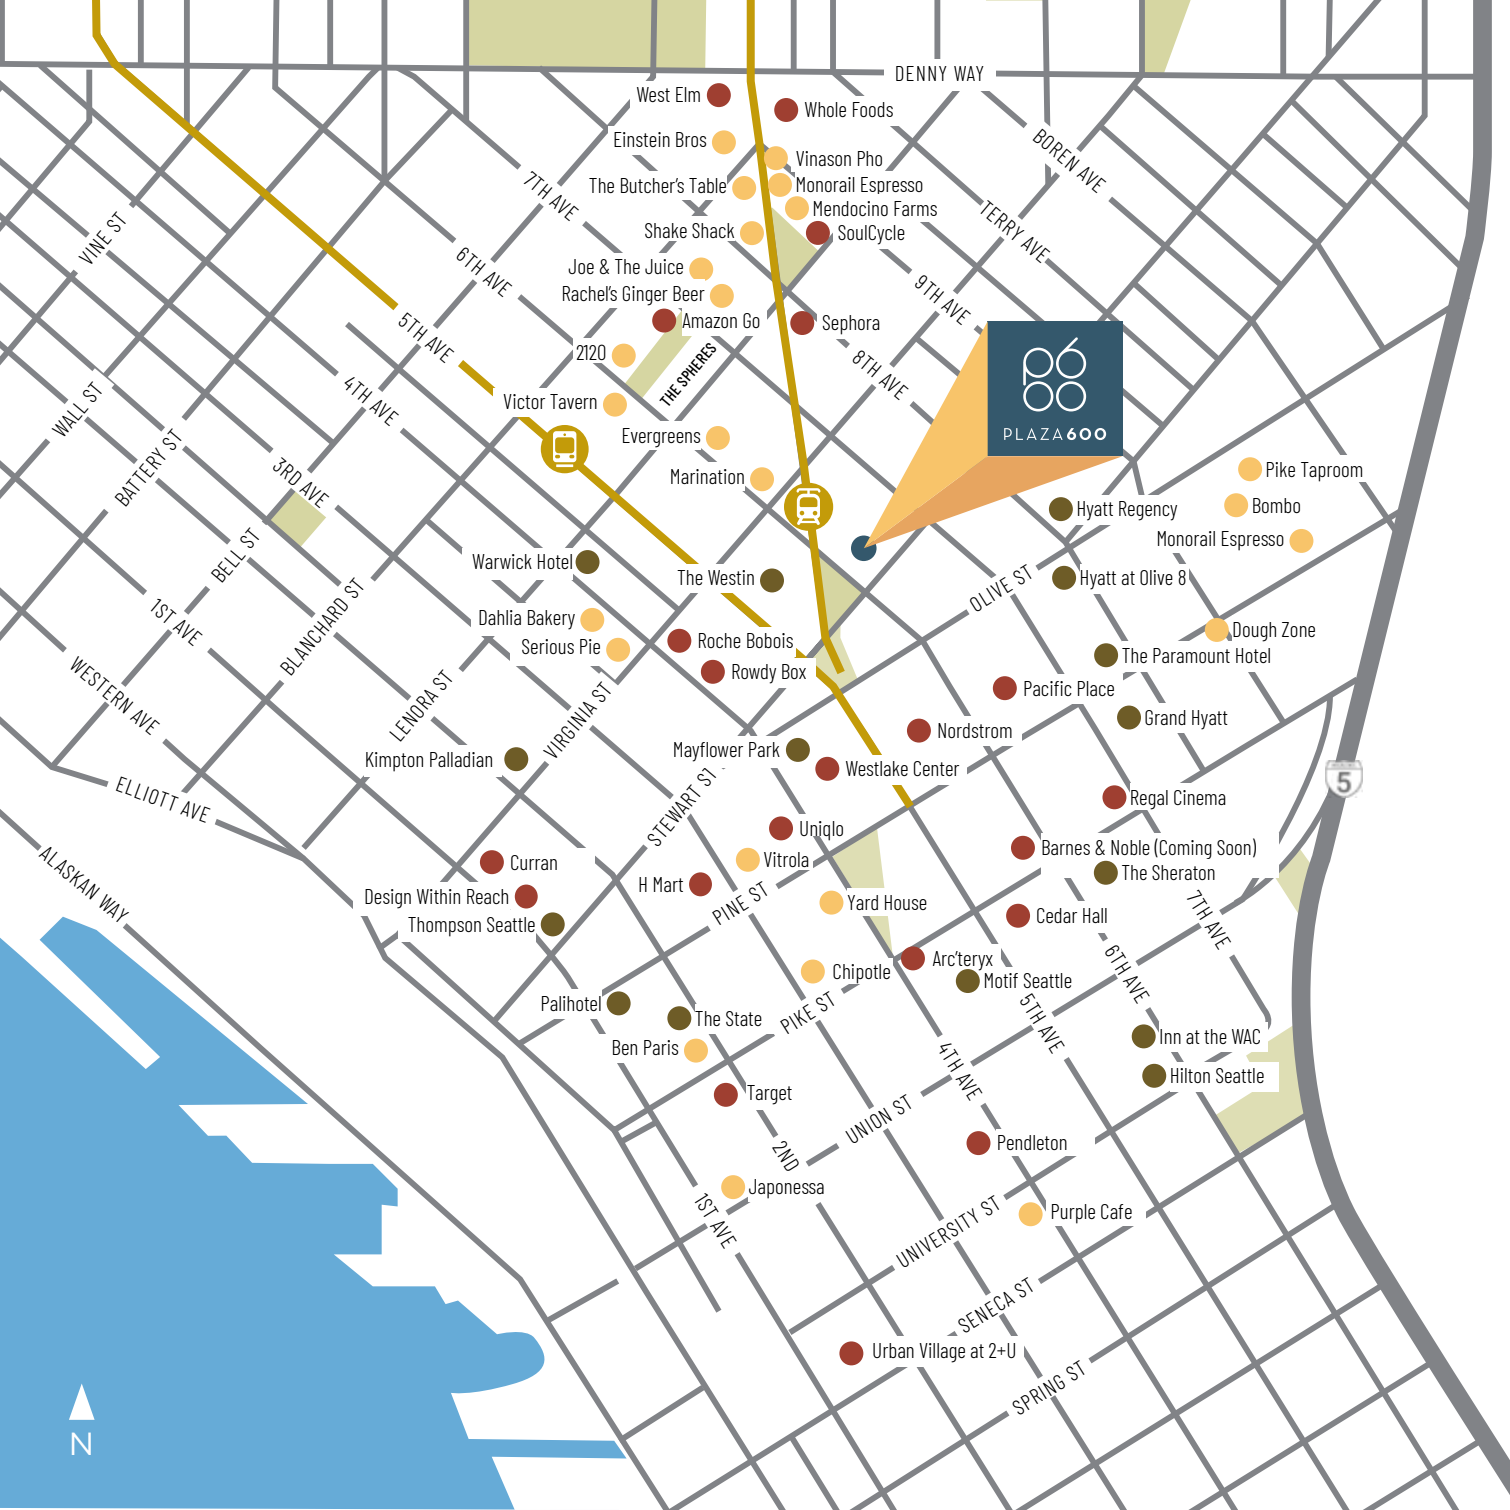 DENNY WAY
West Elm
Whole Foods
Einstein Bros
Vinason Pho
The Butcher's Table
Monorail Espresso
Mendocino Farms
Shake Shack
SoulCycle
Joe & The Juice
Rachel's Ginger Beer
Amazon Go
Sephora
2120
THE SPHERES
Victor Tavern
Evergreens
Marination
BOREN AVE
TERRY AVE
9TH AVE
8TH AVE
7TH AVE
6TH AVE
5TH AVE
4TH AVE
3RD AVE
VINE ST
WALL ST
BATTERY ST
BELL ST
1ST AVE
WESTERN AVE
BLANCHARD ST
LENORA ST
VIRGINIA ST
ELLIOTT AVE
ALASKAN WAY
P600
PLAZA600
Pike Taproom
Bombo
Hyatt Regency
Monorail Espresso
Hyatt at Olive 8
OLIVE ST
Dough Zone
The Paramount Hotel
Warwick Hotel
The Westin
Dahlia Bakery
Serious Pie
Roche Bobois
Rowdy Box
Pacific Place
Grand Hyatt
Nordstrom
Mayflower Park
Westlake Center
Kimpton Palladian
STEWART ST
5
Regal Cinema
Uniqlo
Vitrola
Barnes & Noble (Coming Soon)
The Sheraton
Curran
H Mart
Design Within Reach
Thompson Seattle
PINE ST
Yard House
Cedar Hall
7TH AVE
Arc'teryx
Chipotle
Motif Seattle
6TH AVE
5TH AVE
Palihotel
The State
PIKE ST
Ben Paris
Inn at the WAC
Hilton Seattle
4TH AVE
Target
UNION ST
Pendleton
2ND
Japonessa
1ST AVE
Purple Cafe
UNIVERSITY ST
SENECA ST
Urban Village at 2+U
SPRING ST
N